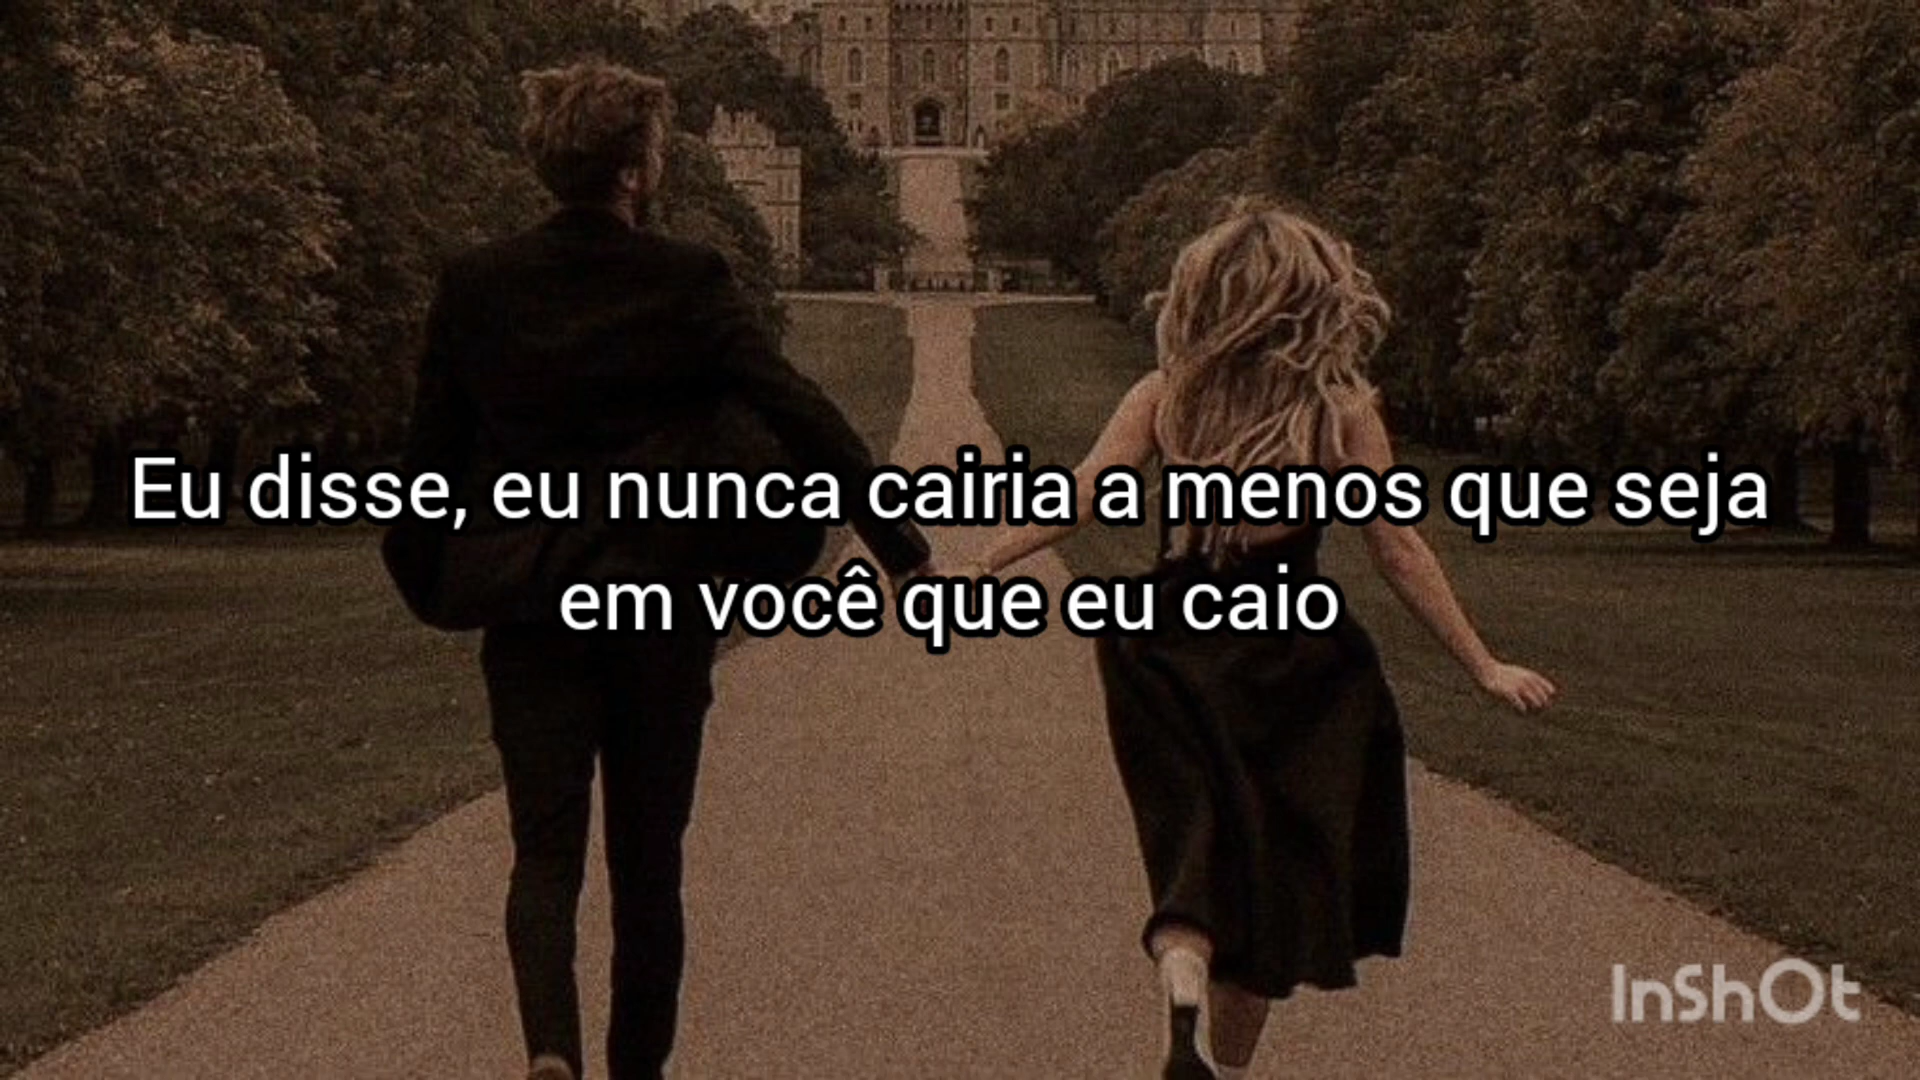 Eu disse, eu nunca cairia a menos que seja
em você que eu caio
InShOt